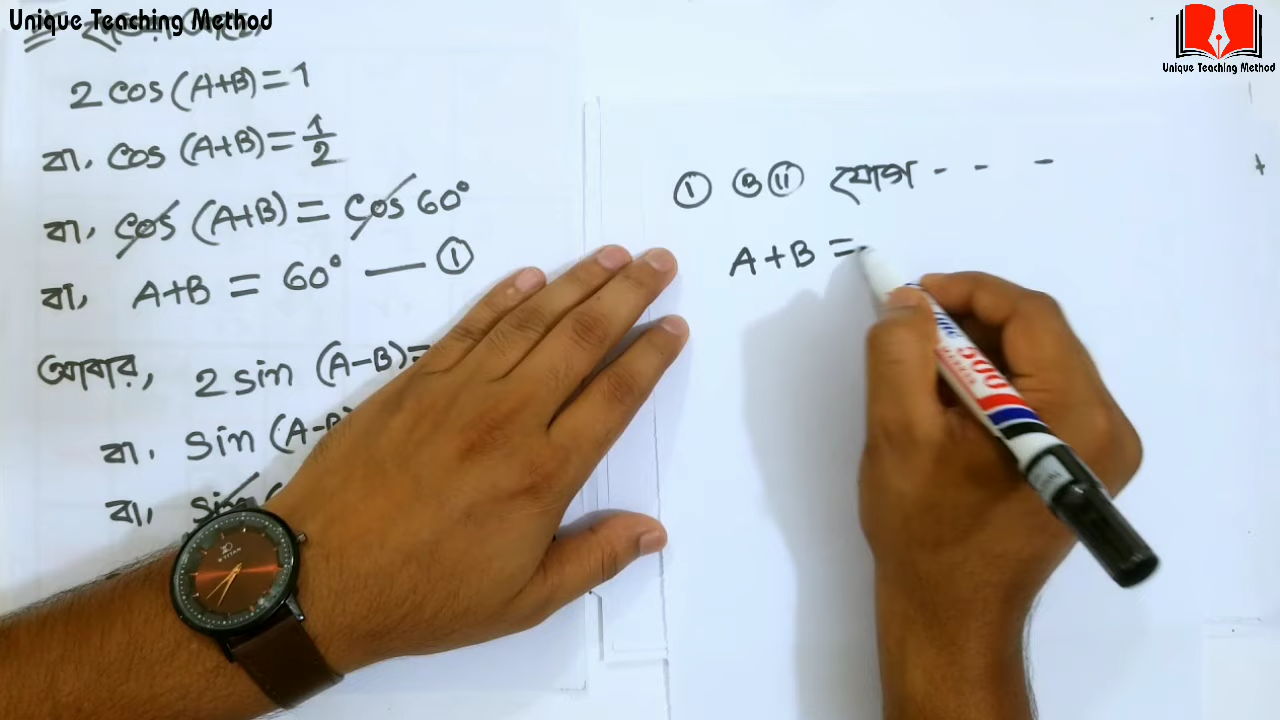 Unique Teaching Method
2 cos (A+B) = 1
বা, cos (A+B) = 1/2
বা, cos (A+B) = cos 60°
বা, A+B = 60° — ①
আবার, 2 sin (A-B) =
বা, sin (A-B)
বা, sin (
① ও ⑪ যোগ - - -
A+B =
Unique Teaching Method